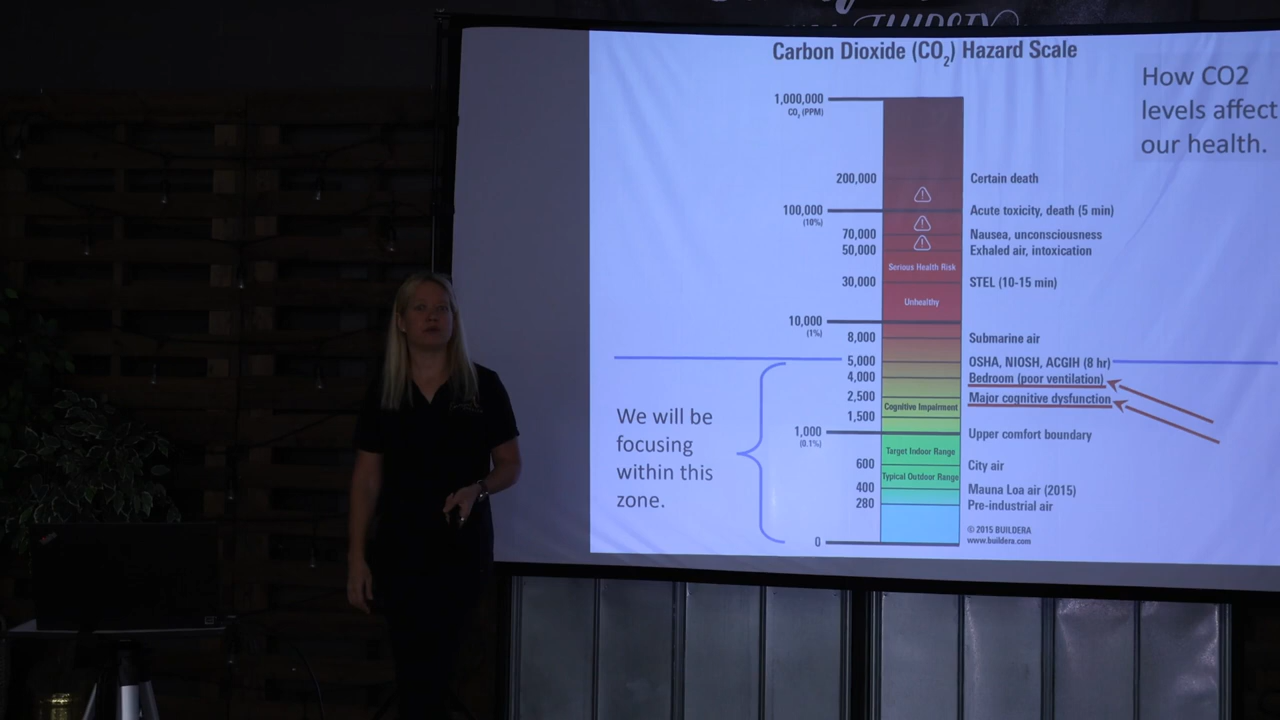 THIRSTY
Carbon Dioxide (CO2) Hazard Scale
How CO2
levels affect
our health.
1,000,000
CO2 (PPM)
200,000 Certain death
100,000 Acute toxicity, death (5 min)
(10%)
70,000 Nausea, unconsciousness
50,000 Exhaled air, intoxication
Serious Health Risk
30,000 STEL (10-15 min)
Unhealthy
10,000
(1%)
8,000 Submarine air
5,000 OSHA, NIOSH, ACGIH (8 hr)
4,000 Bedroom (poor ventilation)
2,500 Major cognitive dysfunction
Cognitive Impairment
1,500
1,000 Upper comfort boundary
(0.1%)
Target Indoor Range
600 City air
Typical Outdoor Range
400 Mauna Loa air (2015)
280 Pre-industrial air
0
We will be
focusing
within this
zone.
© 2015 BUILDERA
www.buildera.com